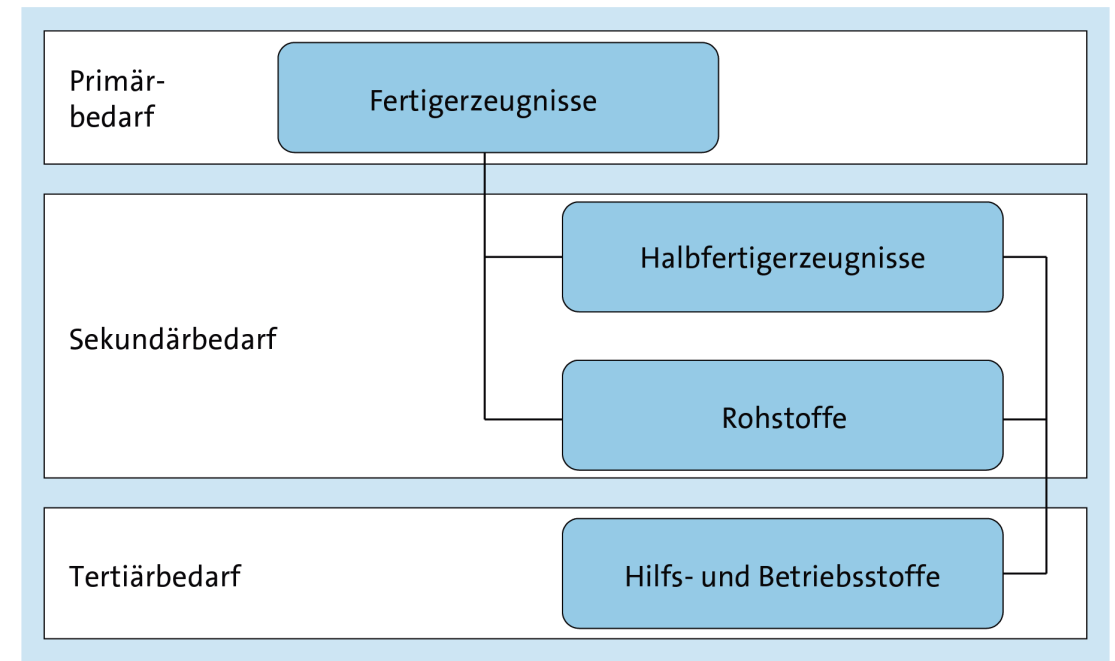 Primär-
bedarf
Fertigerzeugnisse
Halbfertigerzeugnisse
Sekundärbedarf
Rohstoffe
Tertiärbedarf
Hilfs- und Betriebsstoffe